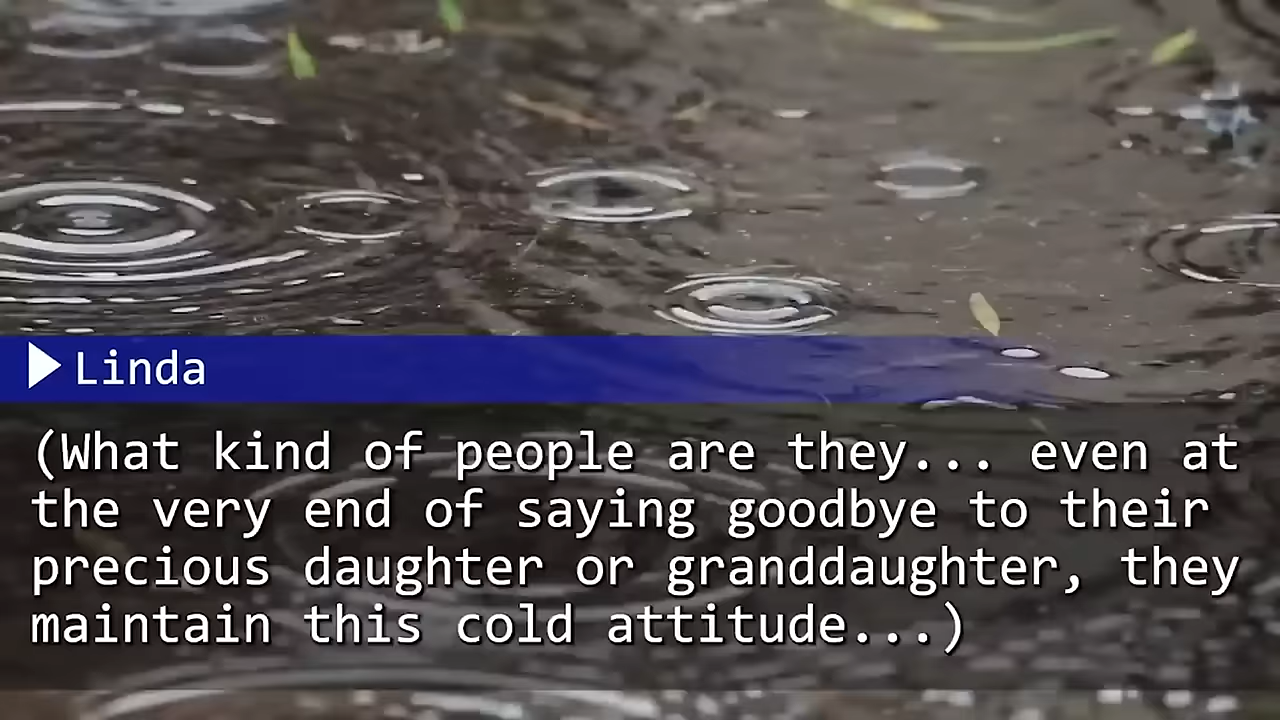 Linda
(What kind of people are they... even at
the very end of saying goodbye to their
precious daughter or granddaughter, they
maintain this cold attitude...)